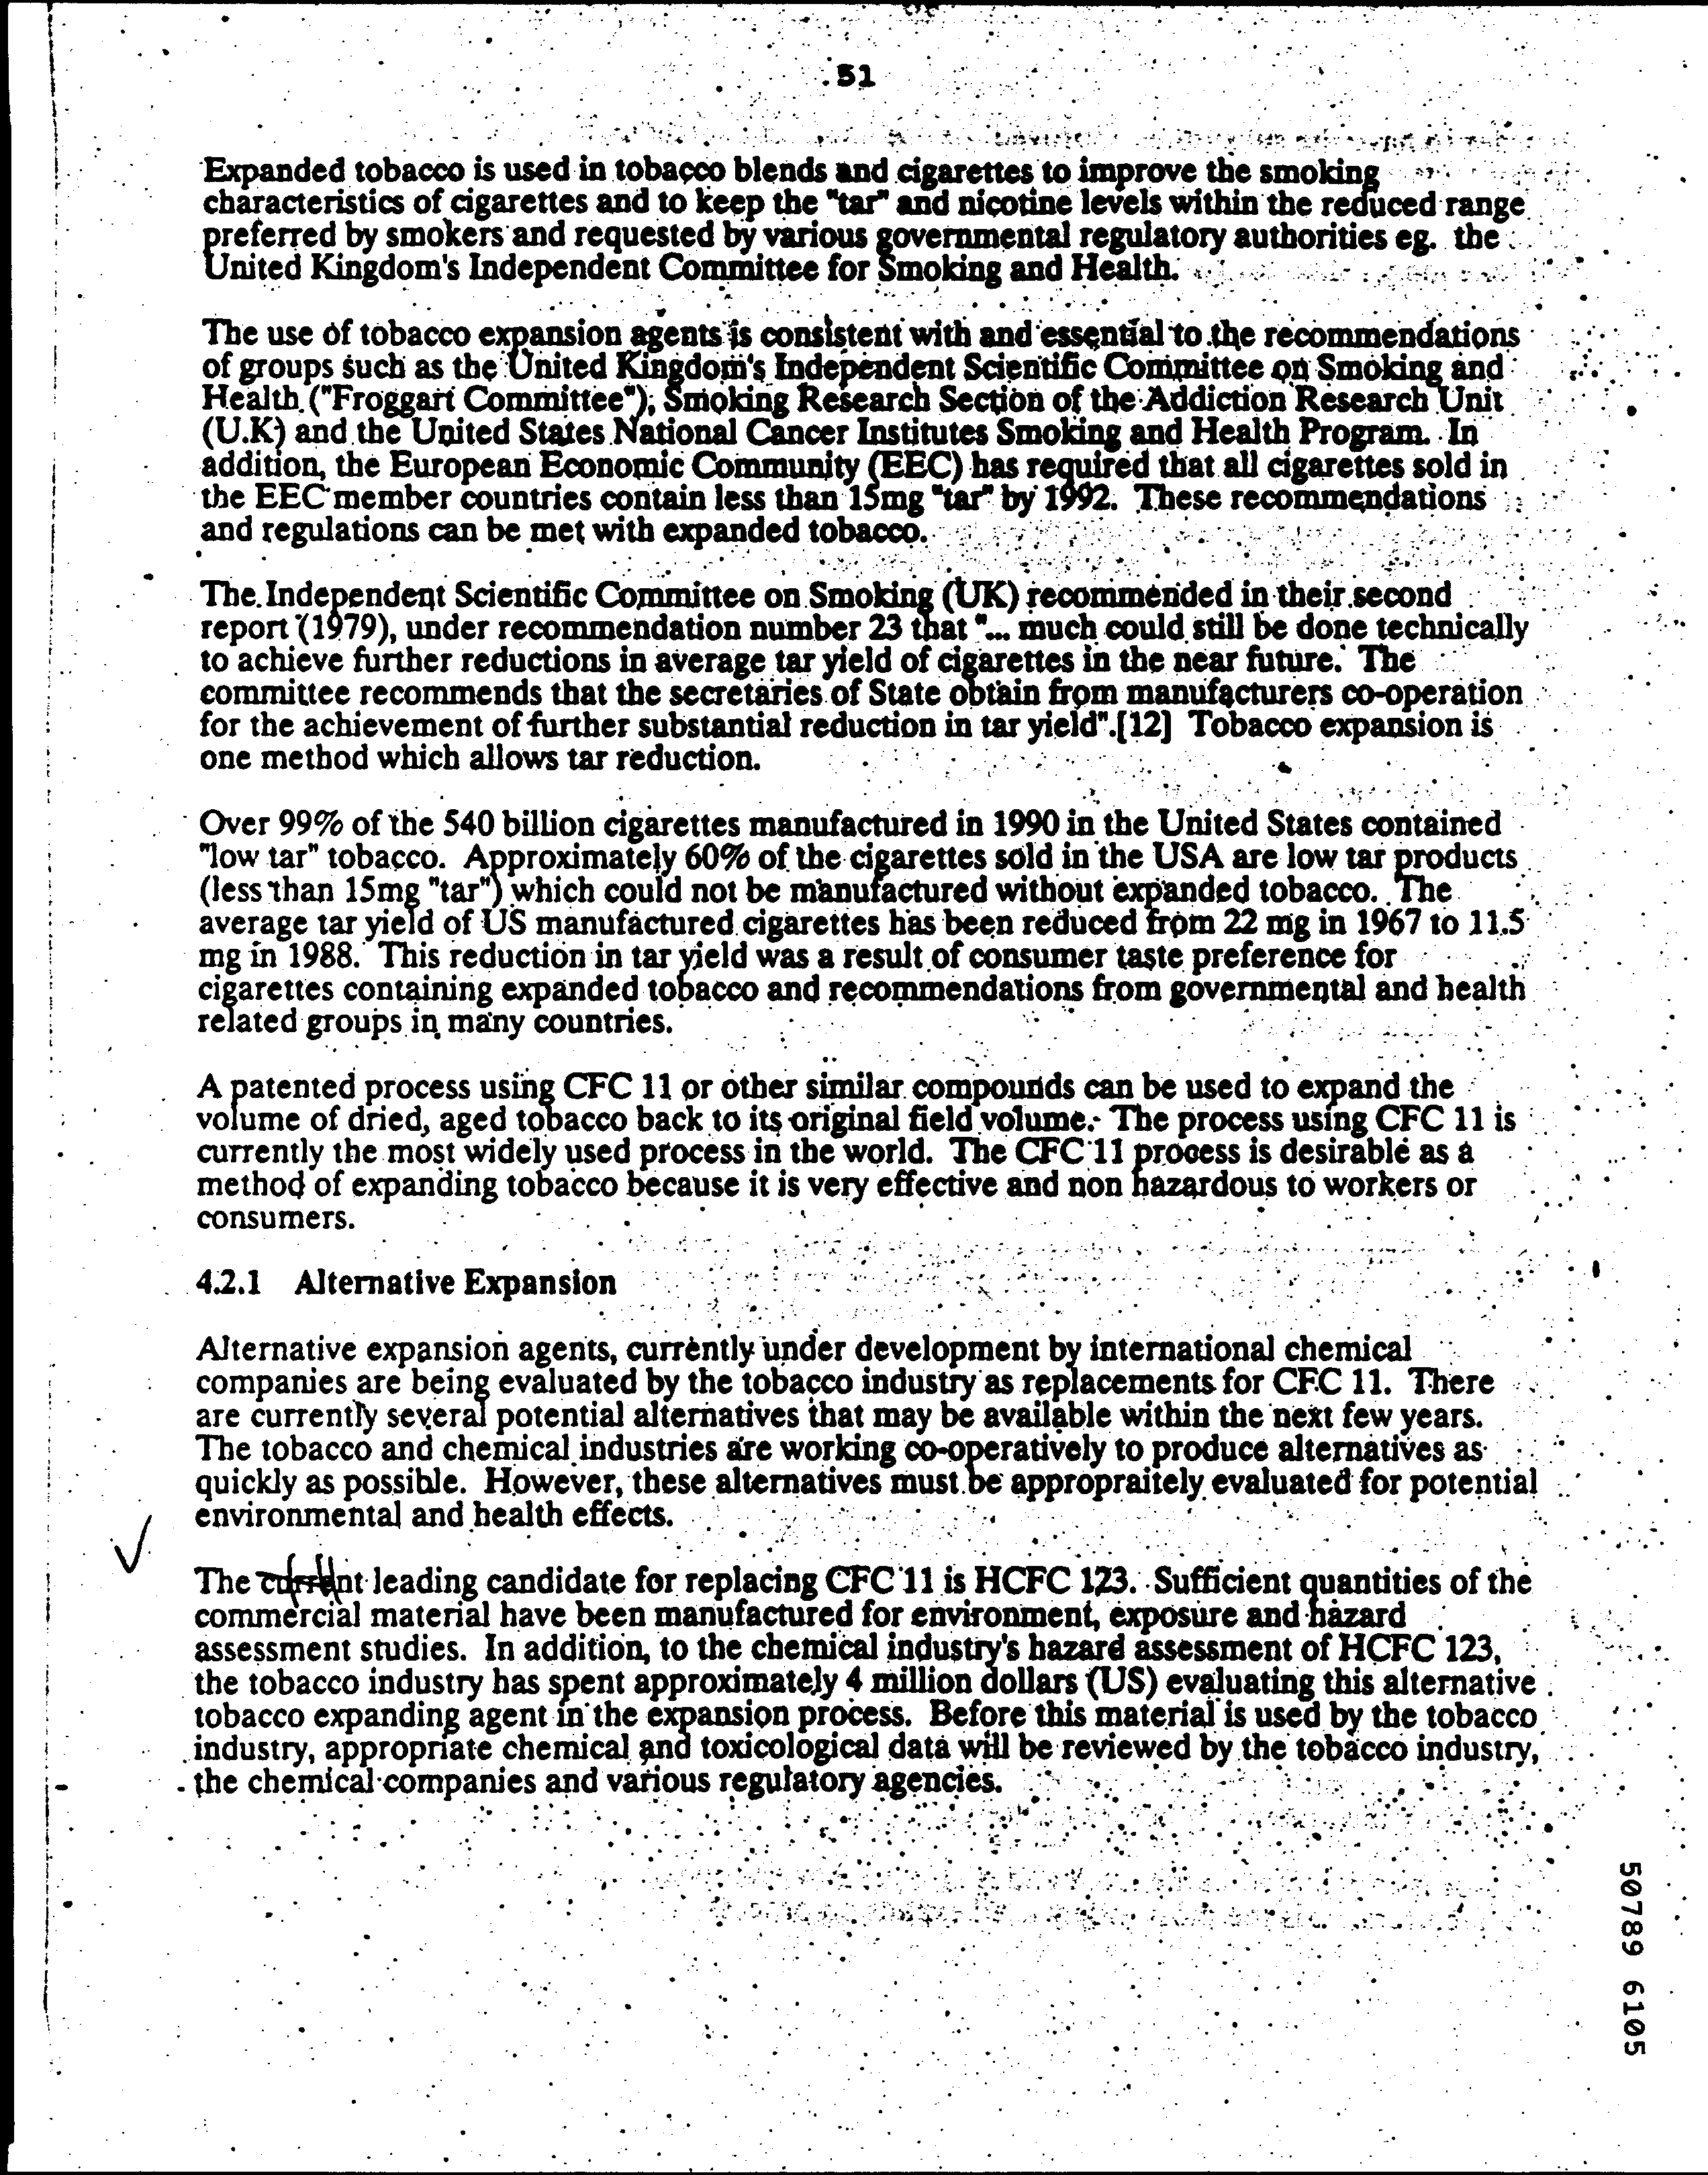 51
Expanded tobacco is used in tobacco blends and cigarettes to improve the smoking
characteristics of cigarettes and to keep the "tar" and nicotine levels within the reduced range
preferred by smokers and requested by various governmental regulatory authorities eg. the
United Kingdom's Independent Committee for Smoking and Health.
The use of tobacco expansion agents is consistent with and essential to the recommendations
of groups such as the United Kingdom's Independent Scientific Committee on Smoking and
Health ("Froggart Committee"), Smoking Research Section of the Addiction Research Unit
(U.K) and the United States National Cancer Institutes Smoking and Health Program. In
addition, the European Economic Community (EEC) has required that all cigarettes sold in
the EEC member countries contain less than 15mg "tar" by 1992. These recommendations
and regulations can be met with expanded tobacco.
The Independent Scientific Committee on Smoking (UK) recommended in their second
report (1979), under recommendation number 23 that "... much could still be done technically
to achieve further reductions in average tar yield of cigarettes in the near future. The
committee recommends that the secretaries of State obtain from manufacturers co-operation
for the achievement of further substantial reduction in tar yield".[12] Tobacco expansion is
one method which allows tar reduction.
Over 99% of the 540 billion cigarettes manufactured in 1990 in the United States contained
"low tar" tobacco. Approximately 60% of the cigarettes sold in the USA are low tar products
(less than 15mg "tar") which could not be manufactured without expanded tobacco. The
average tar yield of US manufactured cigarettes has been reduced from 22 mg in 1967 to 11.5
mg in 1988. This reduction in tar yield was a result of consumer taste preference for
cigarettes containing expanded tobacco and recommendations from governmental and health
related groups in many countries.
A patented process using CFC 11 or other similar compounds can be used to expand the
volume of dried, aged tobacco back to its original field volume. The process using CFC 11 is
currently the most widely used process in the world. The CFC 11 process is desirable as a
method of expanding tobacco because it is very effective and non hazardous to workers or
consumers.
4.2.1 Alternative Expansion
Alternative expansion agents, currently under development by international chemical
companies are being evaluated by the tobacco industry as replacements for CFC 11. There
are currently several potential alternatives that may be available within the next few years.
The tobacco and chemical industries are working co-operatively to produce alternatives as
quickly as possible. However, these alternatives must be appropraitely evaluated for potential
environmental and health effects.
The current leading candidate for replacing CFC 11 is HCFC 123. Sufficient quantities of the
commercial material have been manufactured for environment, exposure and hazard
assessment studies. In addition, to the chemical industry's hazard assessment of HCFC 123,
the tobacco industry has spent approximately 4 million dollars (US) evaluating this alternative
tobacco expanding agent in the expansion process. Before this material is used by the tobacco
industry, appropriate chemical and toxicological data will be reviewed by the tobacco industry,
the chemical companies and various regulatory agencies.
50789 6105